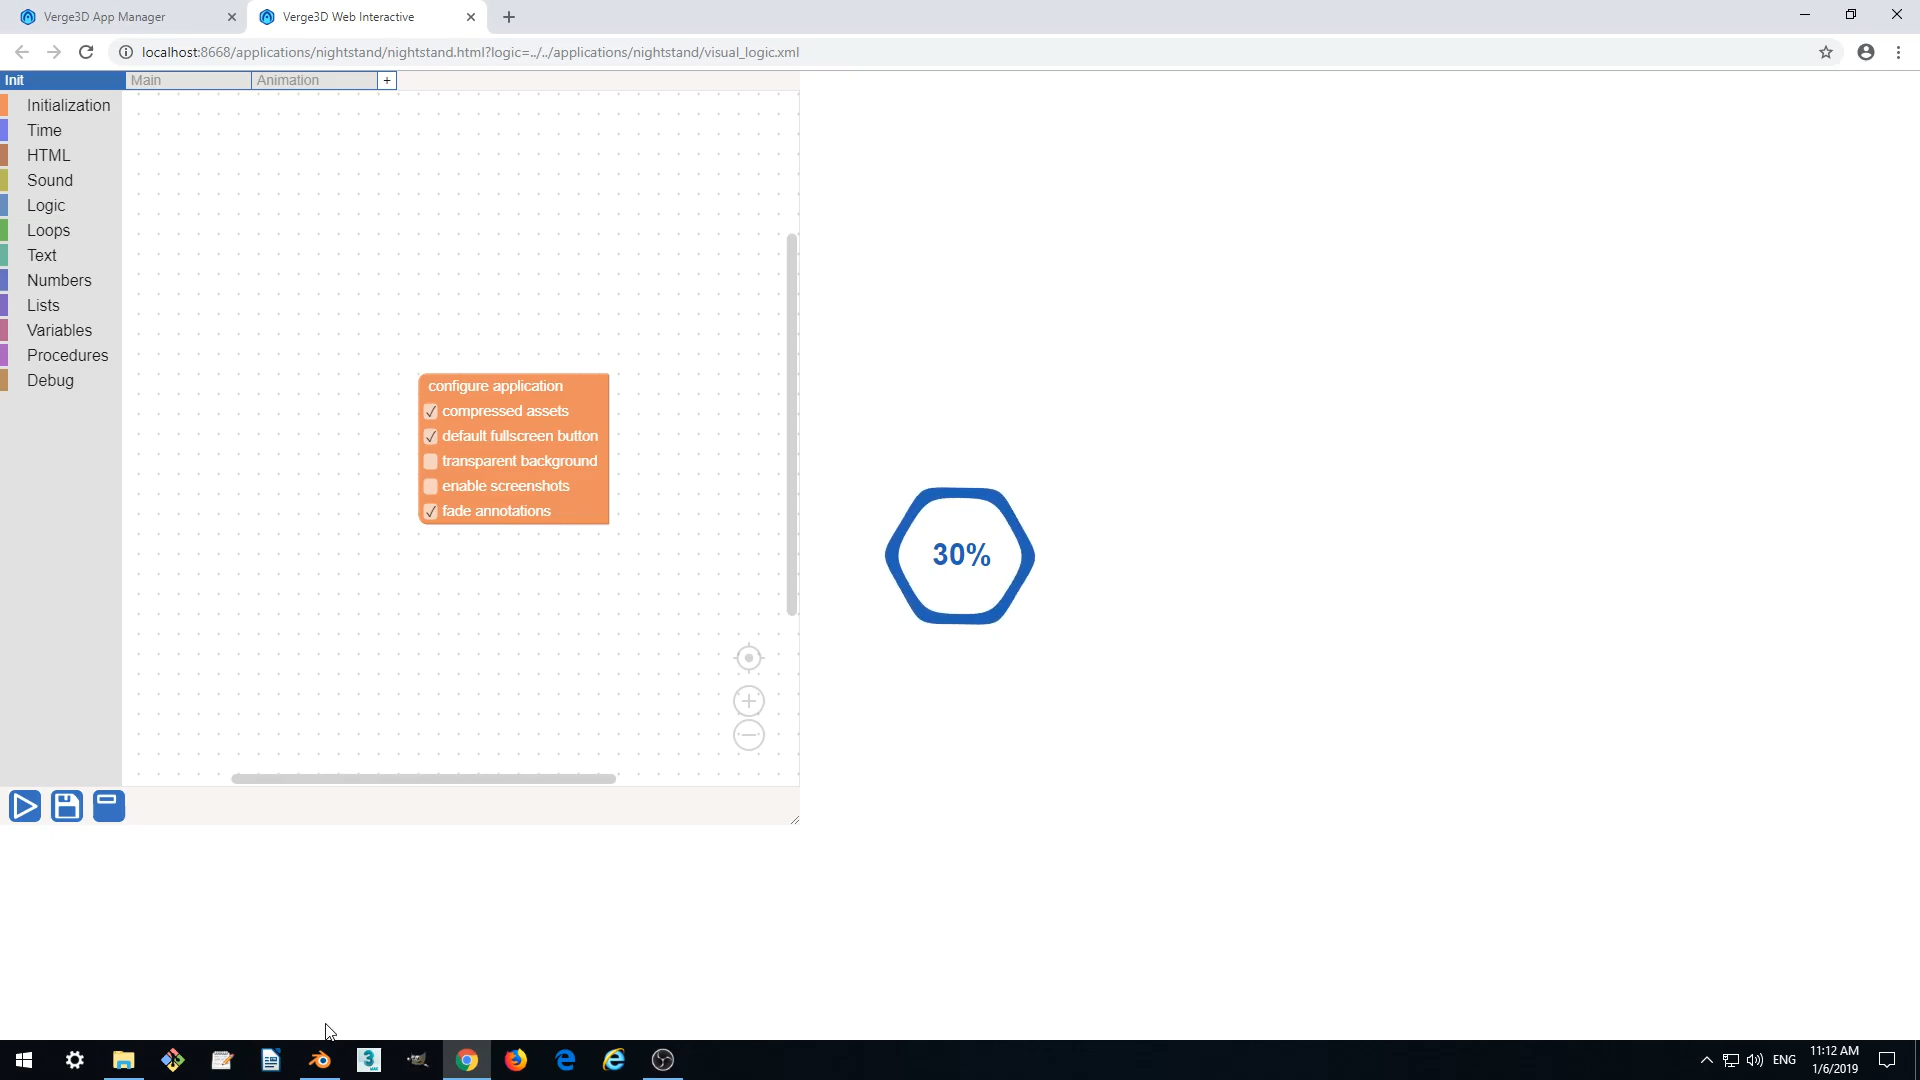 Verge3D App Manager
Verge3D Web Interactive
localhost:8668/applications/nightstand/nightstand.html?logic=../../applications/nightstand/visual_logic.xml
Init
Main
Animation
+
Initialization
Time
HTML
Sound
Logic
Loops
Text
Numbers
Lists
Variables
Procedures
Debug
configure application
compressed assets
default fullscreen button
transparent background
enable screenshots
fade annotations
30%
3
ENG
11:12 AM
1/6/2019